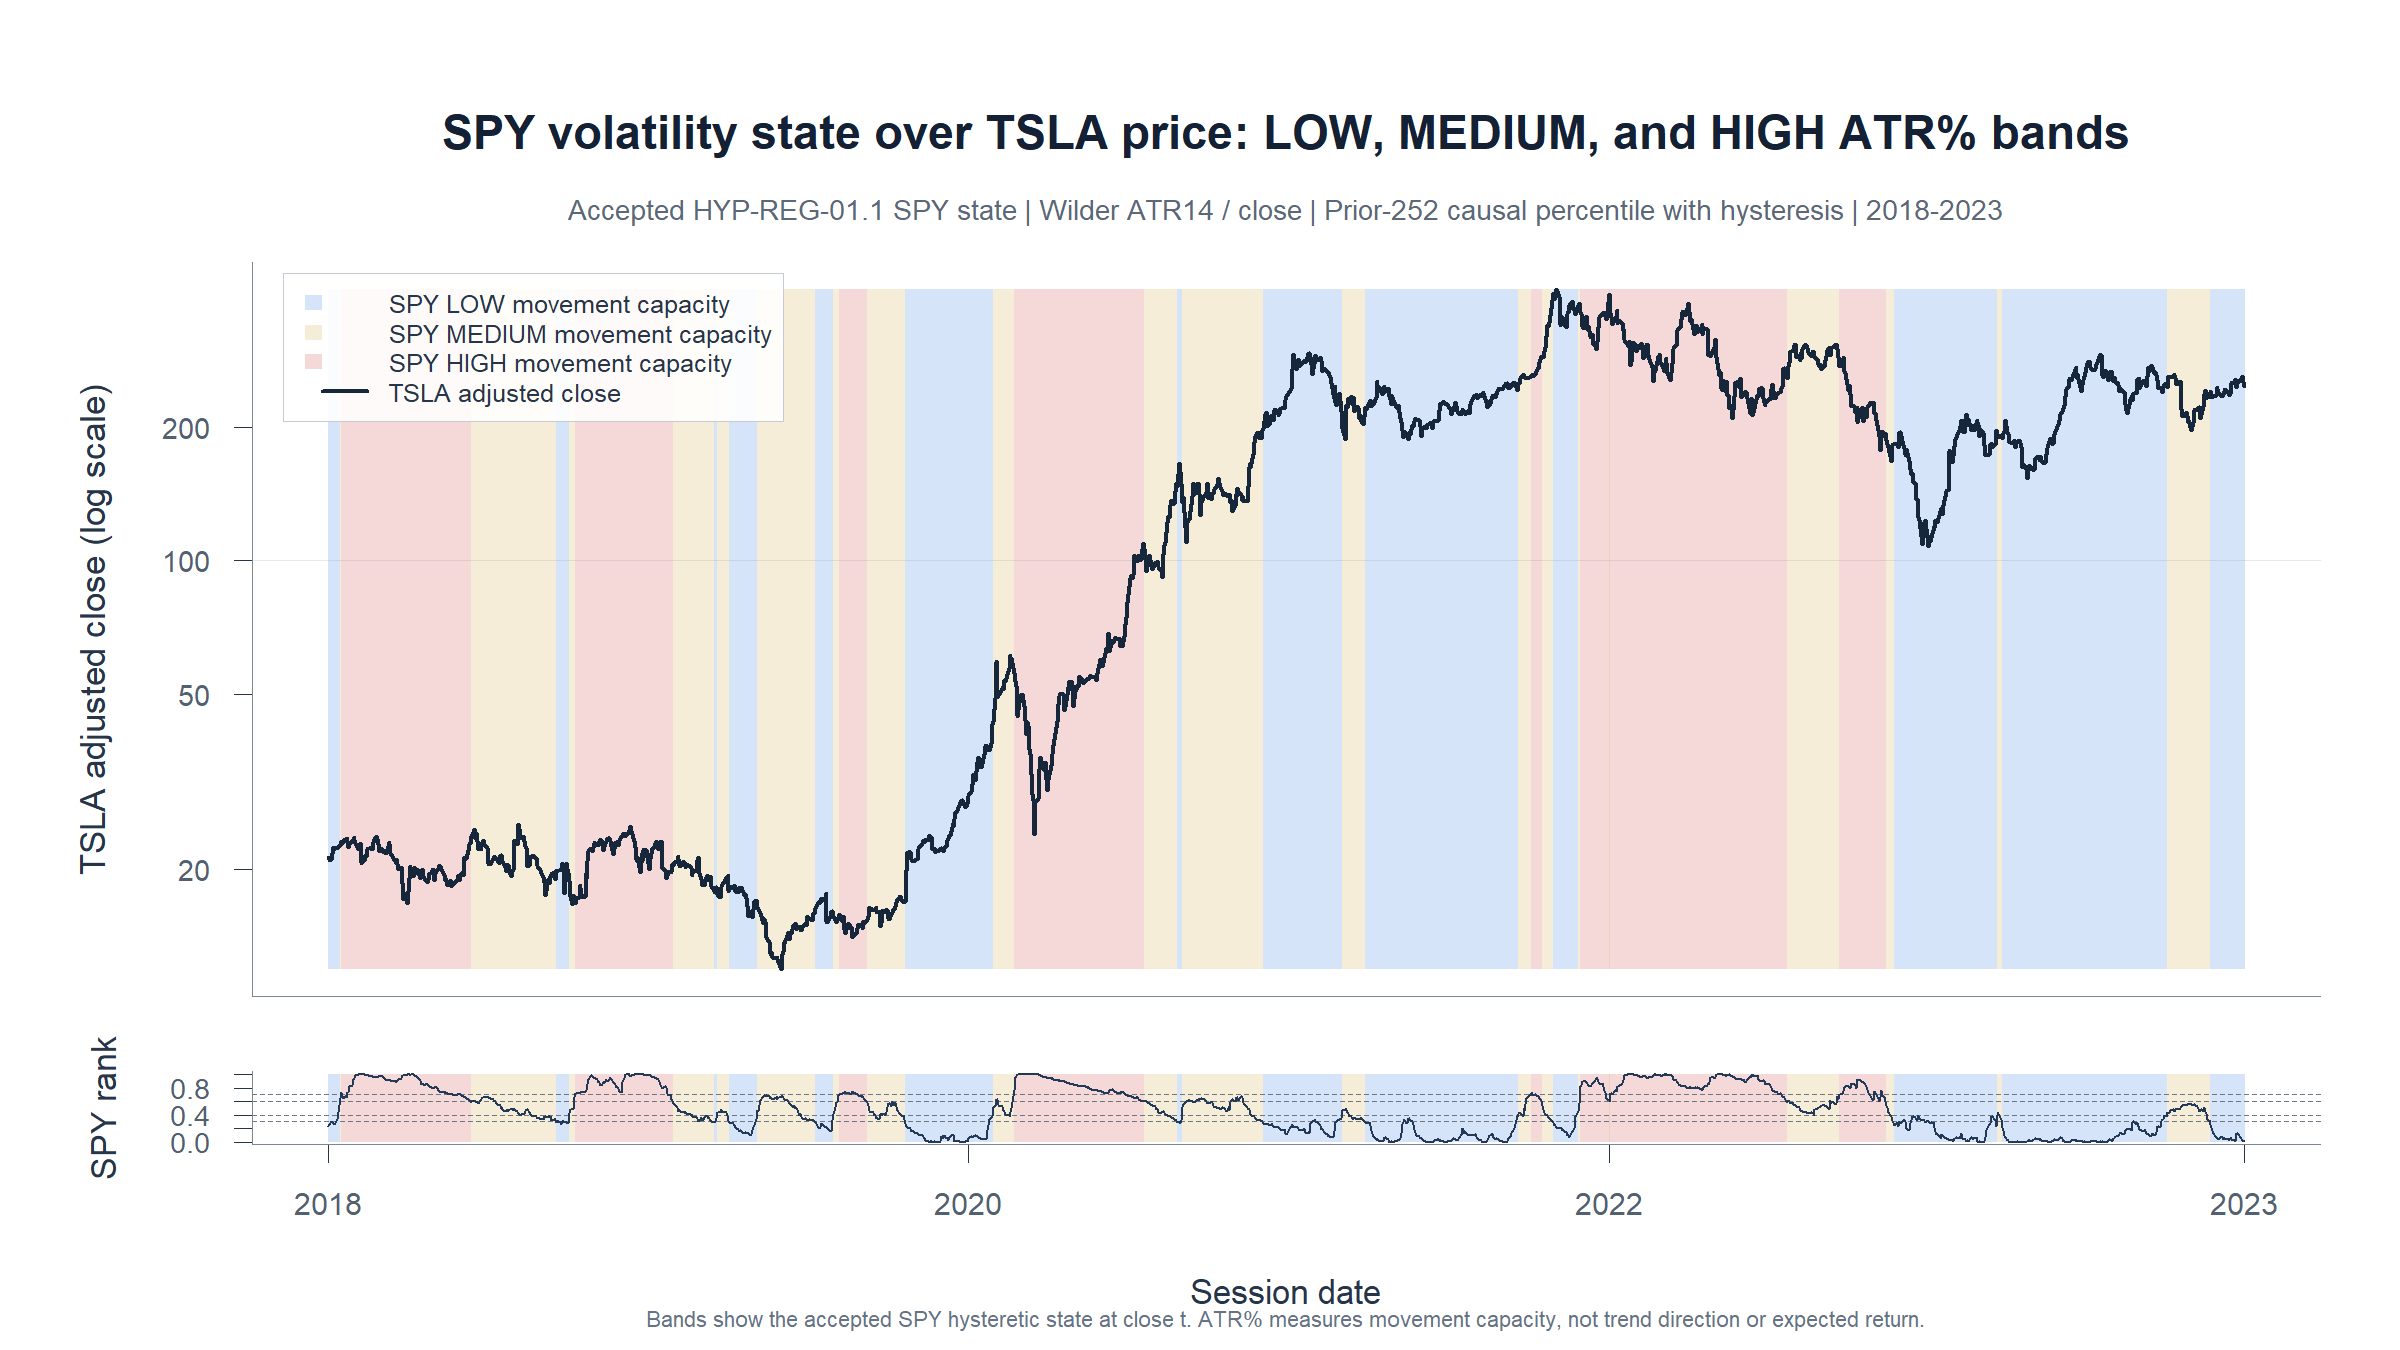 SPY volatility state over TSLA price: LOW, MEDIUM, and HIGH ATR% bands
Accepted HYP-REG-01.1 SPY state | Wilder ATR14 / close | Prior-252 causal percentile with hysteresis | 2018-2023
SPY LOW movement capacity
SPY MEDIUM movement capacity
SPY HIGH movement capacity
TSLA adjusted close
TSLA adjusted close (log scale)
200
100
50
20
SPY rank
0.8
0.4
0.0
2018
2020
2022
2023
Session date
Bands show the accepted SPY hysteretic state at close t. ATR% measures movement capacity, not trend direction or expected return.